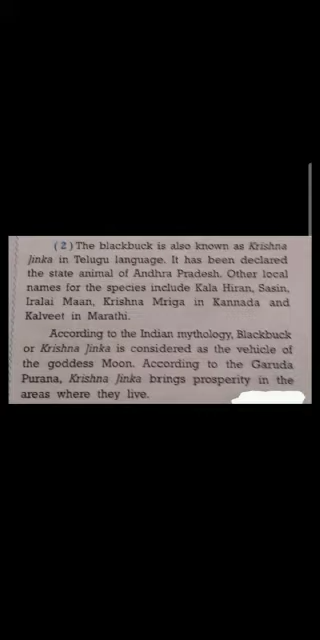 (2) The blackbuck is also known as Krishna
Jinka in Telugu language. It has been declared
the state animal of Andhra Pradesh. Other local
names for the species include Kala Hiran, Sasin,
Iralai Maan, Krishna Mriga in Kannada and
Kalveet in Marathi.
According to the Indian mythology, Blackbuck
or Krishna Jinka is considered as the vehicle of
the goddess Moon. According to the Garuda
Purana, Krishna Jinka brings prosperity in the
areas where they live.